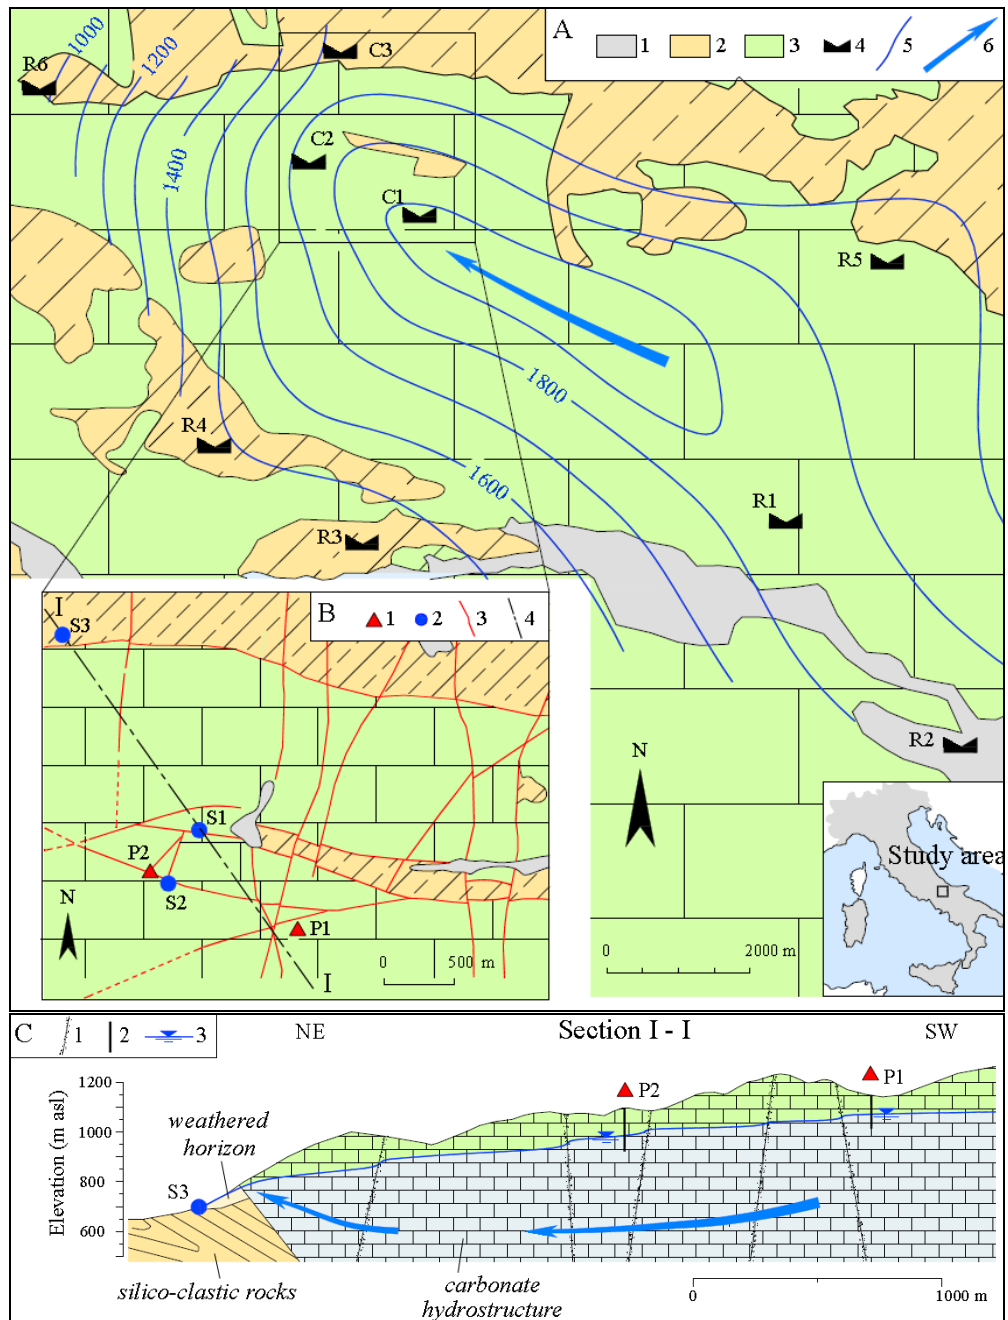 A 1 2 3 4 5 6
1000
1200
1400
1600
1800
R6
C3
C2
C1
R5
R4
R3
R1
R2
N
0 2000 m
Study area
B 1 2 3 4
I
S3
S1
P2
S2
P1
I
N
0 500 m
C 1 2 3
NE Section I - I SW
Elevation (m asl)
1200
1000
800
600
weathered
horizon
S3
P2
P1
silico-clastic rocks
carbonate
hydrostructure
0 1000 m